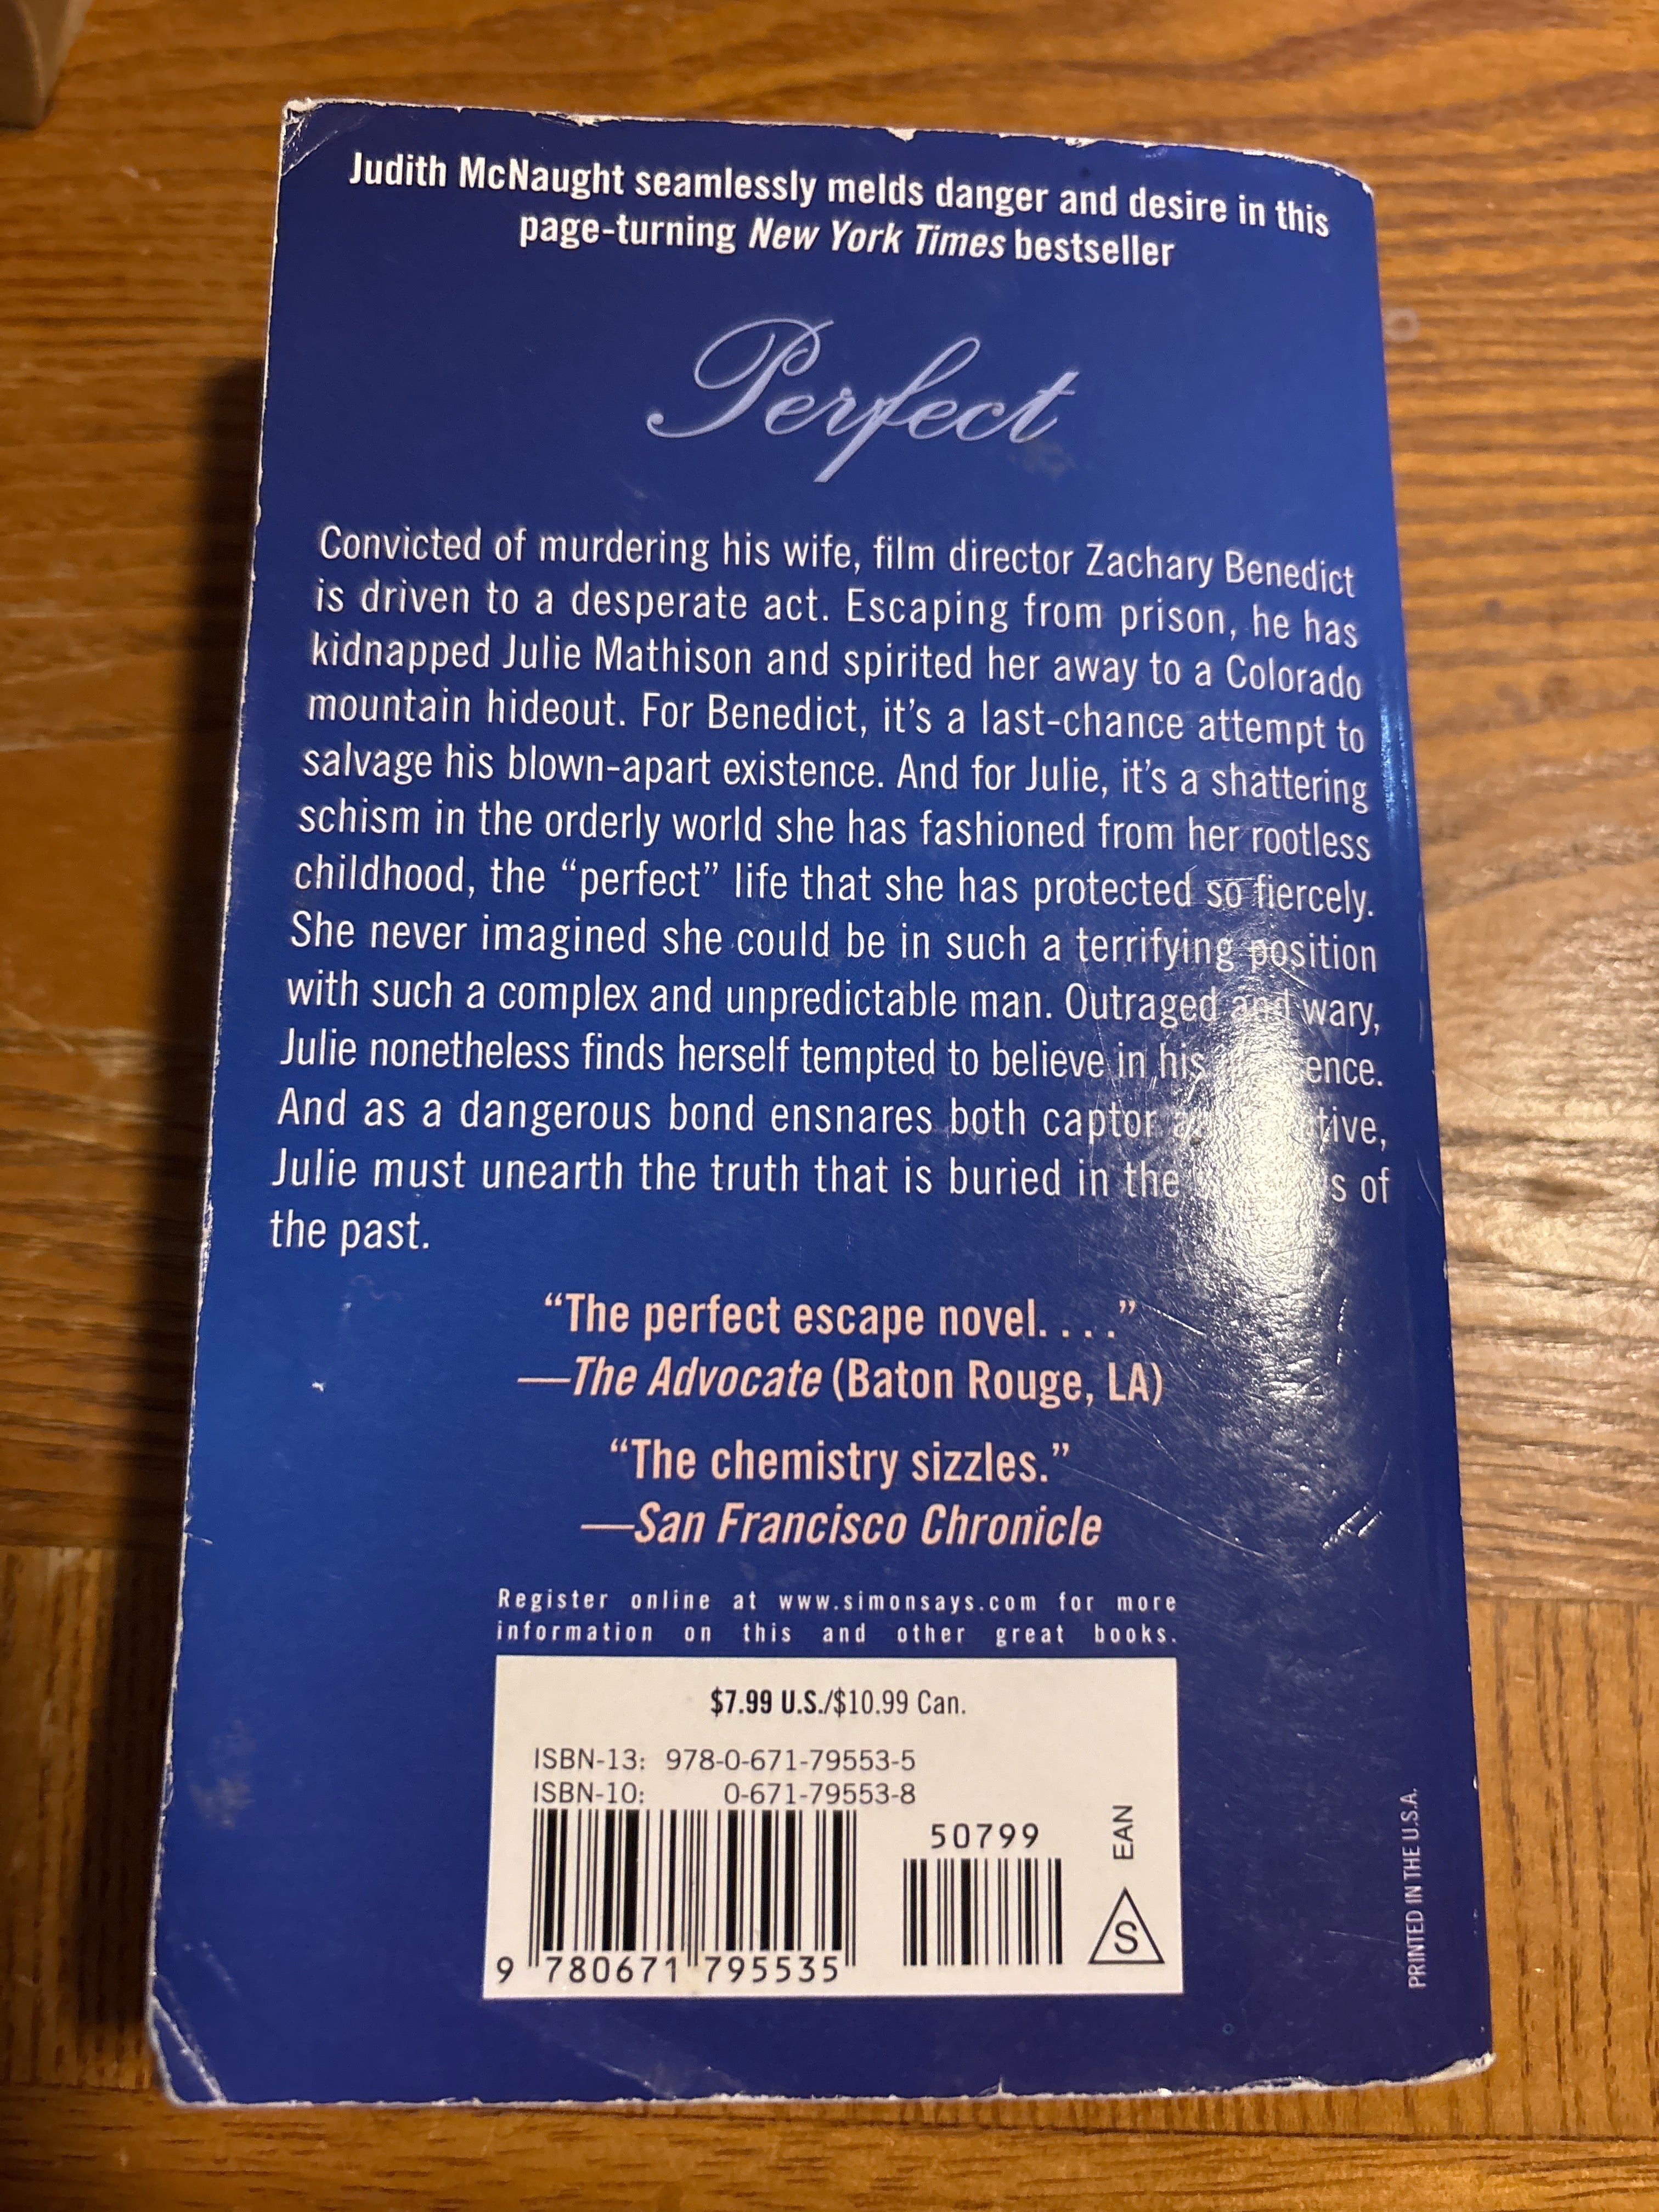 Judith McNaught seamlessly melds danger and desire in this
page-turning New York Times bestseller
Perfect
Convicted of murdering his wife, film director Zachary Benedict
is driven to a desperate act. Escaping from prison, he has
kidnapped Julie Mathison and spirited her away to a Colorado
mountain hideout. For Benedict, it's a last-chance attempt to
salvage his blown-apart existence. And for Julie, it's a shattering
schism in the orderly world she has fashioned from her rootless
childhood, the “perfect” life that she has protected so fiercely.
She never imagined she could be in such a terrifying position
with such a complex and unpredictable man. Outraged and wary,
Julie nonetheless finds herself tempted to believe in his
And as a dangerous bond ensnares both captor
Julie must unearth the truth that is buried in the of
the past.
“The perfect escape novel. . . .”
—The Advocate (Baton Rouge, LA)
“The chemistry sizzles.”
—San Francisco Chronicle
Register online at www.simonsays.com for more
information on this and other great books.
$7.99 U.S./$10.99 Can.
ISBN-13: 978-0-671-79553-5
ISBN-10: 0-671-79553-8
50799
EAN
S
9 780671 795535
PRINTED IN THE U.S.A.